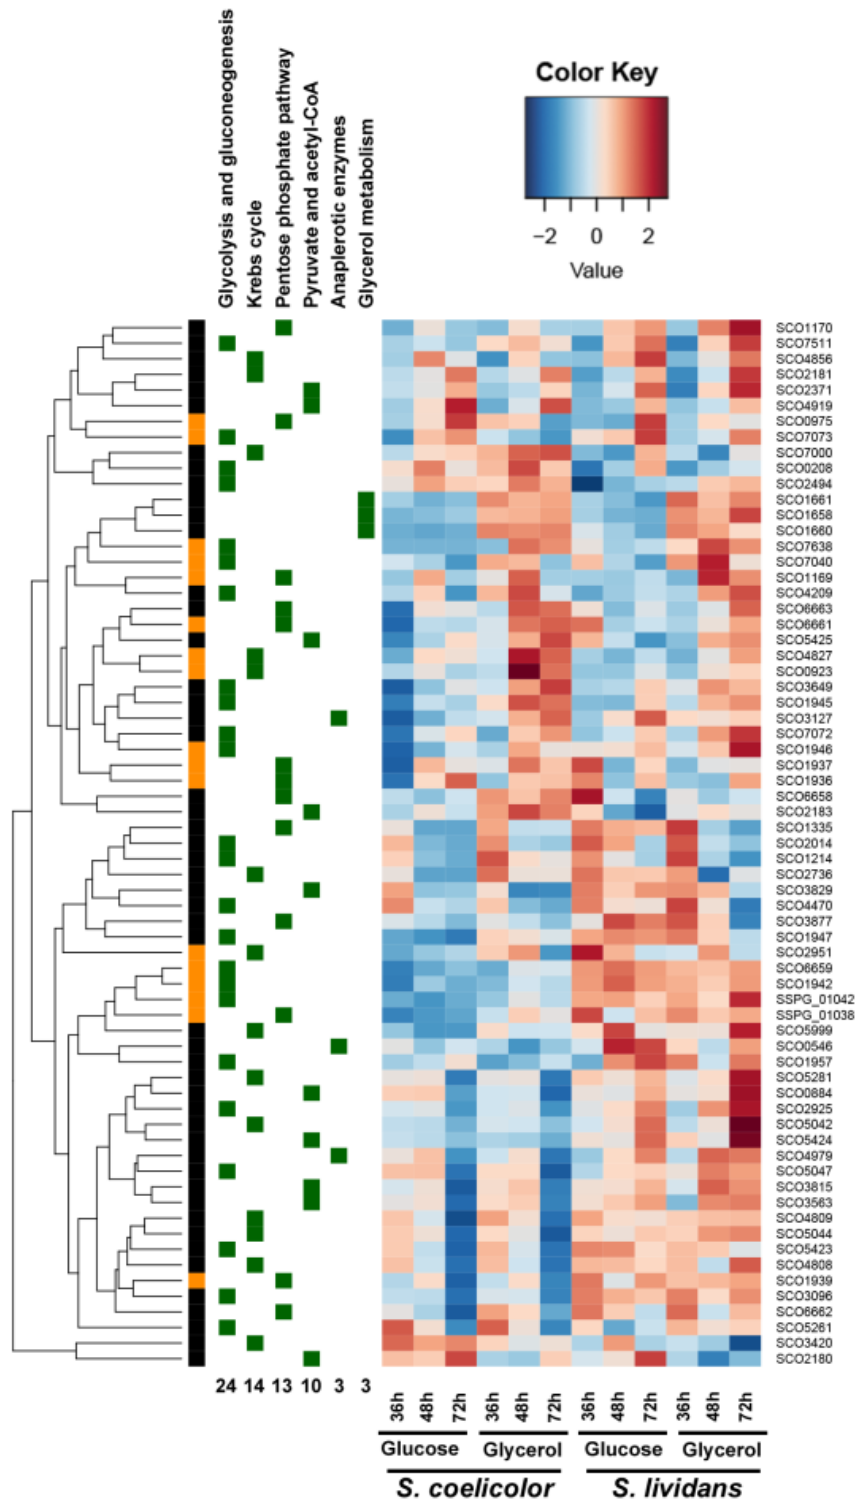 Glycolysis and gluconeogenesis
Krebs cycle
Pentose phosphate pathway
Pyruvate and acetyl-CoA
Anaplerotic enzymes
Glycerol metabolism
Color Key
−2 0 2
Value
SCO1170
SCO7511
SCO4856
SCO2181
SCO2371
SCO4919
SCO0975
SCO7073
SCO7000
SCO0208
SCO2494
SCO1661
SCO1658
SCO1660
SCO7638
SCO7040
SCO1169
SCO4209
SCO6663
SCO6661
SCO5425
SCO4827
SCO0923
SCO3649
SCO1945
SCO3127
SCO7072
SCO1946
SCO1937
SCO1936
SCO6658
SCO2183
SCO1335
SCO2014
SCO1214
SCO2736
SCO3829
SCO4470
SCO3877
SCO1947
SCO2951
SCO6659
SCO1942
SSPG_01042
SSPG_01038
SCO5999
SCO0546
SCO1957
SCO5281
SCO0884
SCO2925
SCO5042
SCO5424
SCO4979
SCO5047
SCO3815
SCO3563
SCO4809
SCO5044
SCO5423
SCO4808
SCO1939
SCO3096
SCO6662
SCO5261
SCO3420
SCO2180
24 14 13 10 3 3
36h 48h 72h 36h 48h 72h 36h 48h 72h 36h 48h 72h
Glucose Glycerol Glucose Glycerol
S. coelicolor S. lividans